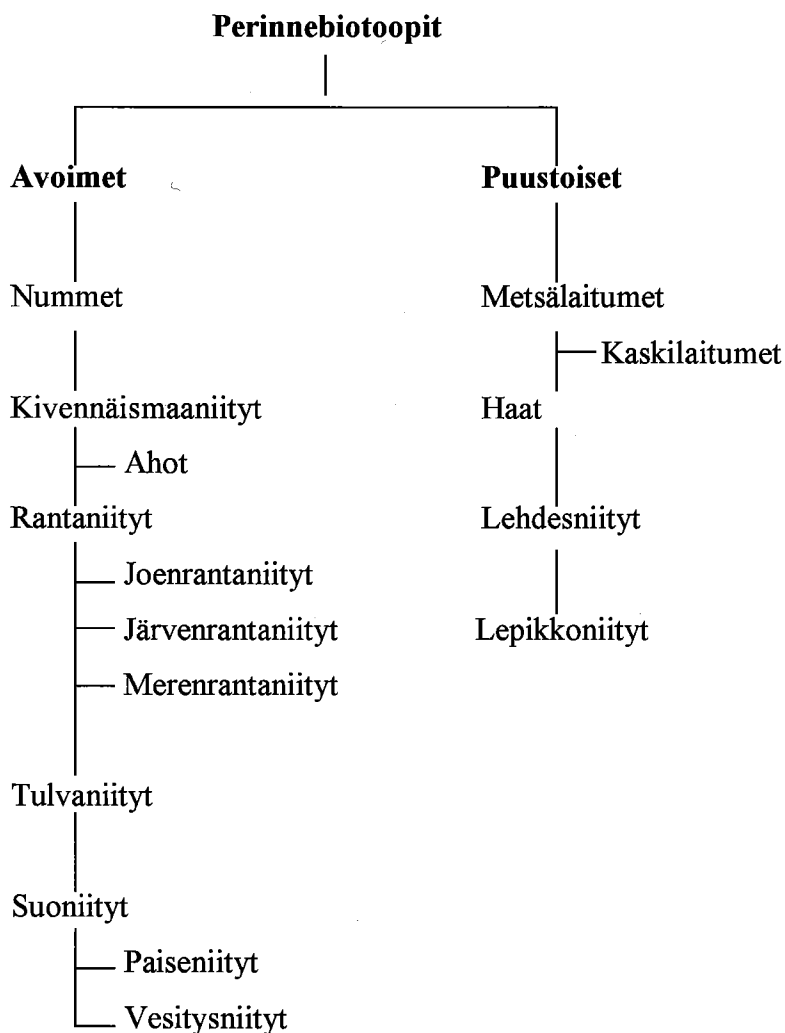 Perinnebiotoopit
Avoimet
Nummet
Kivennäismaaniityt
Ahot
Rantaniityt
Joenrantaniityt
Järvenrantaniityt
Merenrantaniityt
Tulvaniityt
Suoniityt
Paiseniityt
Vesitysniityt
Puustoiset
Metsälaitumet
Kaskilaitumet
Haat
Lehdesniityt
Lepikkoniityt